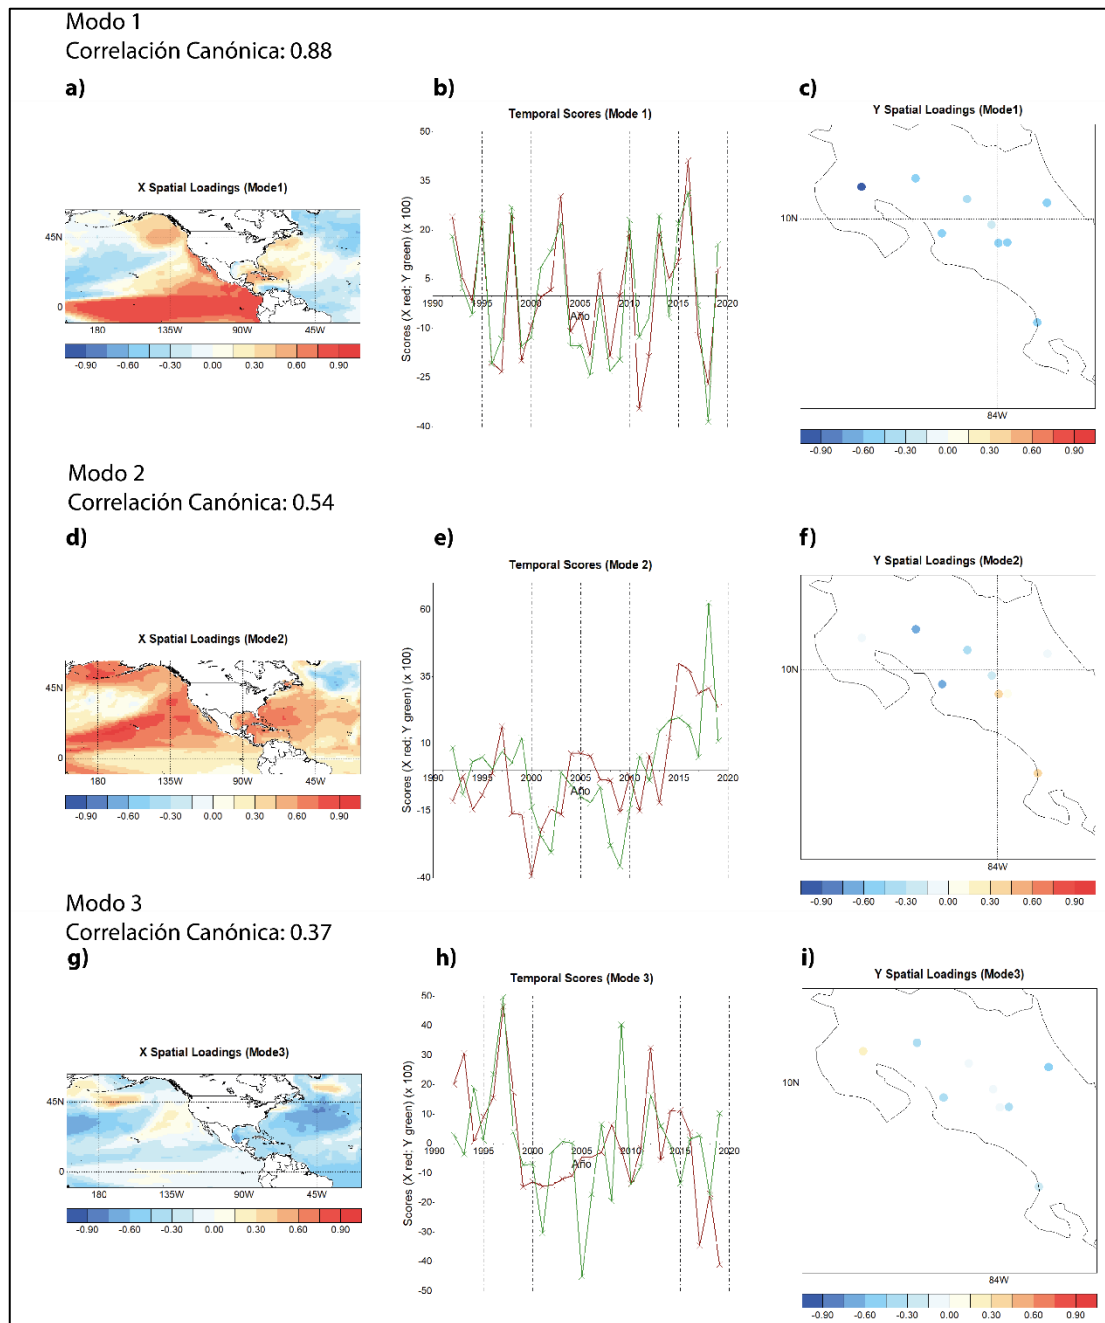 Modo 1
Correlación Canónica: 0.88
a)
b)
c)
X Spatial Loadings (Mode1)
45N
0
180 135W 90W 45W
-0.90 -0.60 -0.30 0.00 0.30 0.60 0.90
Temporal Scores (Mode 1)
Scores (X red; Y green) (x 100)
50
35
20
5
-10
-25
-40
1990 1995 2000 2005 2010 2015 2020
Año
Y Spatial Loadings (Mode1)
10N
84W
-0.90 -0.60 -0.30 0.00 0.30 0.60 0.90
Modo 2
Correlación Canónica: 0.54
d)
e)
f)
X Spatial Loadings (Mode2)
45N
0
180 135W 90W 45W
-0.90 -0.60 -0.30 0.00 0.30 0.60 0.90
Temporal Scores (Mode 2)
Scores (X red; Y green) (x 100)
60
35
10
-15
-40
1990 1995 2000 2005 2010 2015 2020
Año
Y Spatial Loadings (Mode2)
10N
84W
-0.90 -0.60 -0.30 0.00 0.30 0.60 0.90
Modo 3
Correlación Canónica: 0.37
g)
h)
i)
X Spatial Loadings (Mode3)
45N
0
180 135W 90W 45W
-0.90 -0.60 -0.30 0.00 0.30 0.60 0.90
Temporal Scores (Mode 3)
Scores (X red; Y green) (x 100)
50
40
30
20
10
0
-10
-20
-30
-40
-50
1990 1995 2000 2005 2010 2015 2020
Año
Y Spatial Loadings (Mode3)
10N
84W
-0.90 -0.60 -0.30 0.00 0.30 0.60 0.90